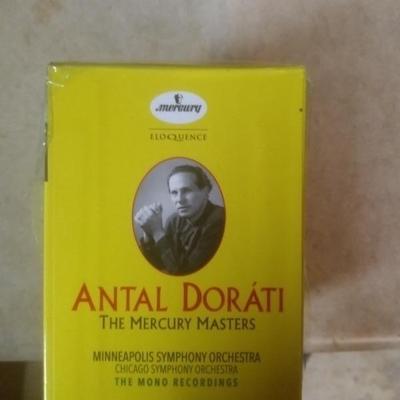 mercury
ELOQUENCE
ANTAL DORÁTI
THE MERCURY MASTERS
MINNEAPOLIS SYMPHONY ORCHESTRA
CHICAGO SYMPHONY ORCHESTRA
THE MONO RECORDINGS